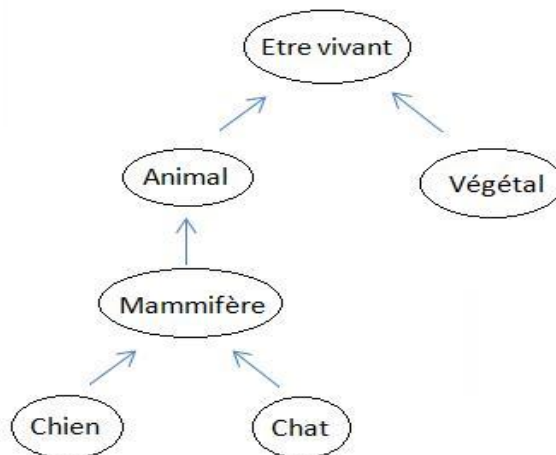 Etre vivant
Animal
Végétal
Mammifère
Chien
Chat